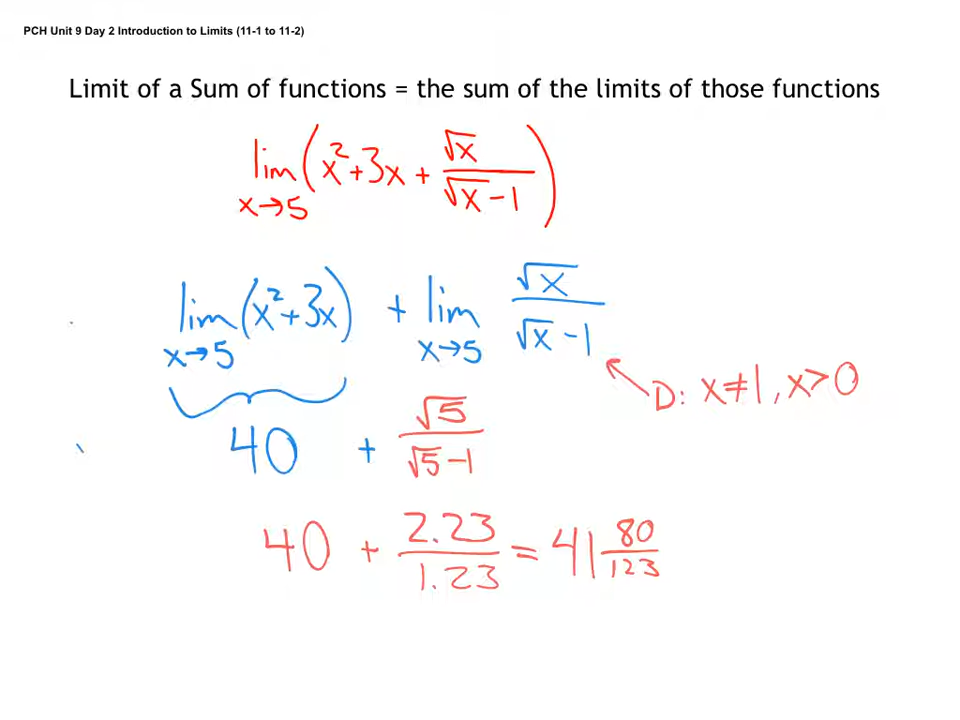 PCH Unit 9 Day 2 Introduction to Limits (11-1 to 11-2)
Limit of a Sum of functions = the sum of the limits of those functions
lim x→5 (x² + 3x + √x / (√x − 1))
lim x→5 (x² + 3x) + lim x→5 √x / (√x − 1)
D: x ≠ 1, x > 0
40 + √5 / (√5 − 1)
40 + 2.23 / 1.23 = 41 80/123